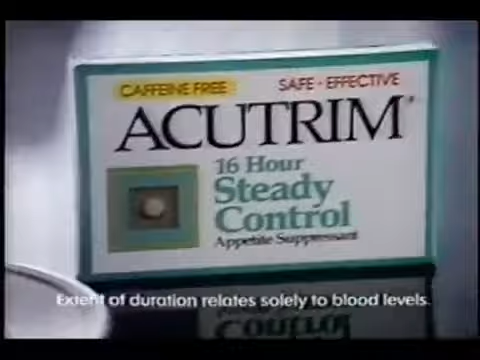 CAFFEINE FREE
SAFE • EFFECTIVE
ACUTRIM®
16 Hour
Steady
Control
Appetite Suppressant
Extent of duration relates solely to blood levels.
Control